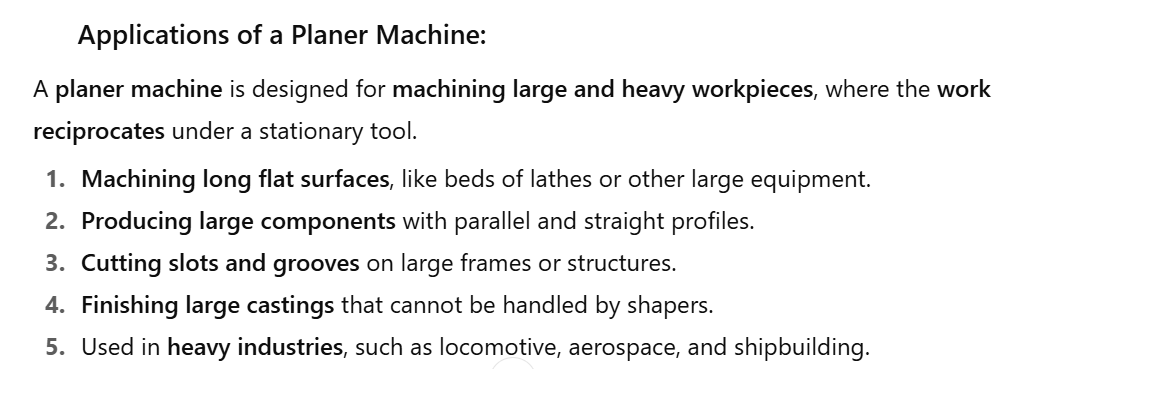 Applications of a Planer Machine:
A planer machine is designed for machining large and heavy workpieces, where the work
reciprocates under a stationary tool.
1. Machining long flat surfaces, like beds of lathes or other large equipment.
2. Producing large components with parallel and straight profiles.
3. Cutting slots and grooves on large frames or structures.
4. Finishing large castings that cannot be handled by shapers.
5. Used in heavy industries, such as locomotive, aerospace, and shipbuilding.